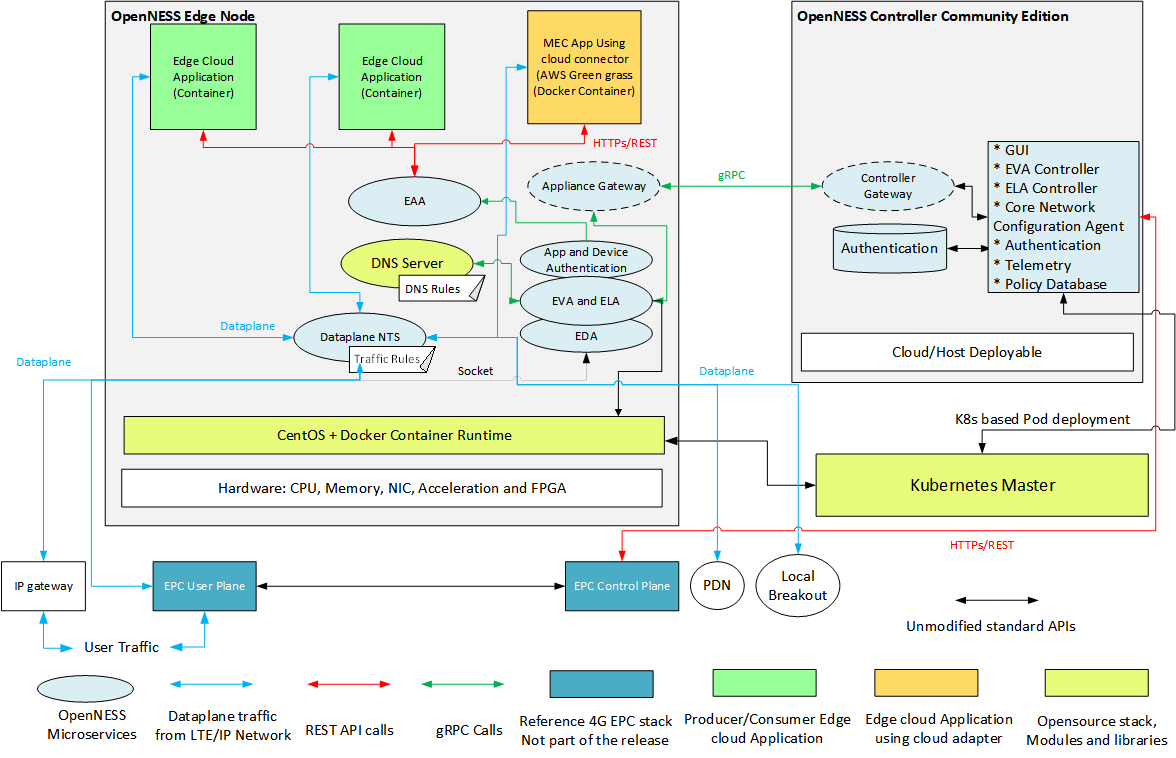 OpenNESS Edge Node
OpenNESS Controller Community Edition
Edge Cloud
Application
(Container)
Edge Cloud
Application
(Container)
MEC App Using
cloud connector
(AWS Green grass
(Docker Container)
HTTPs/REST
EAA
Appliance Gateway
gRPC
Controller
Gateway
Authentication
* GUI
* EVA Controller
* ELA Controller
* Core Network
Configuration Agent
* Authentication
* Telemetry
* Policy Database
DNS Server
DNS Rules
App and Device
Authentication
EVA and ELA
EDA
Dataplane
Dataplane NTS
Traffic Rules
Cloud/Host Deployable
Dataplane
Socket
Dataplane
CentOS + Docker Container Runtime
K8s based Pod deployment
Hardware: CPU, Memory, NIC, Acceleration and FPGA
Kubernetes Master
HTTPs/REST
IP gateway
EPC User Plane
EPC Control Plane
PDN
Local
Breakout
Unmodified standard APIs
User Traffic
OpenNESS
Microservices
Dataplane traffic
from LTE/IP Network
REST API calls
gRPC Calls
Reference 4G EPC stack
Not part of the release
Producer/Consumer Edge
cloud Application
Edge cloud Application
using cloud adapter
Opensource stack,
Modules and libraries